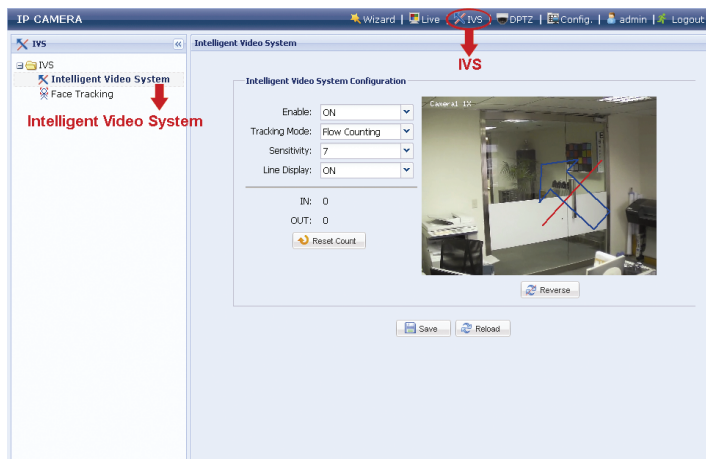 IP CAMERA
Wizard | Live | IVS | DPTZ | Config. | admin | Logout
IVS
Intelligent Video System
IVS
IVS
Intelligent Video System
Face Tracking
Intelligent Video System
Intelligent Video System Configuration
Enable: ON
Tracking Mode: Flow Counting
Sensitivity: 7
Line Display: ON
IN: 0
OUT: 0
Reset Count
Camera1 1X
Reverse
Save
Reload